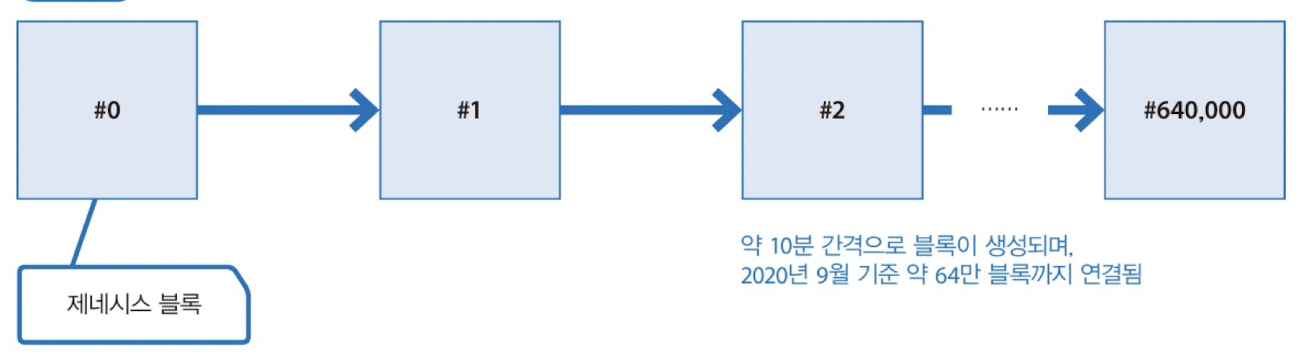 #0
#1
#2
......
#640,000
제네시스 블록
약 10분 간격으로 블록이 생성되며,
2020년 9월 기준 약 64만 블록까지 연결됨